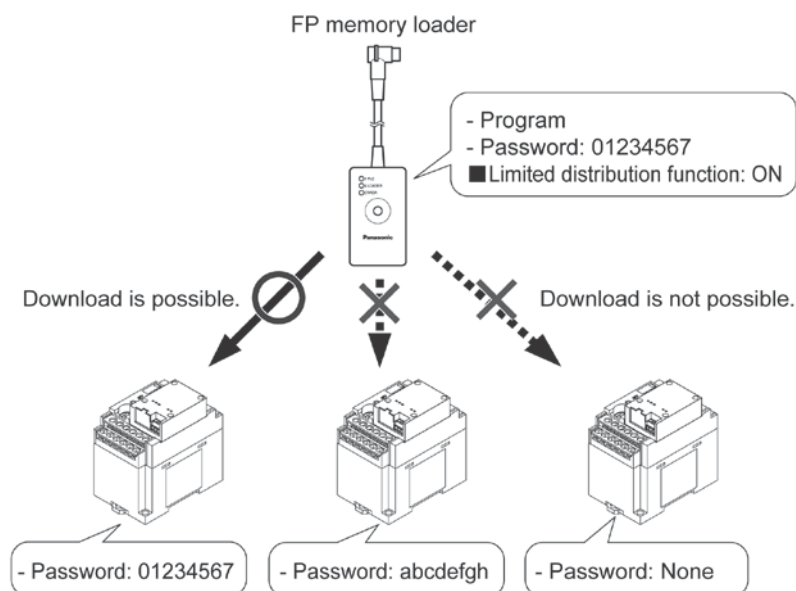 FP memory loader
- Program
- Password: 01234567
■ Limited distribution function: ON
Panasonic
Download is possible.
Download is not possible.
- Password: 01234567
- Password: abcdefgh
- Password: None